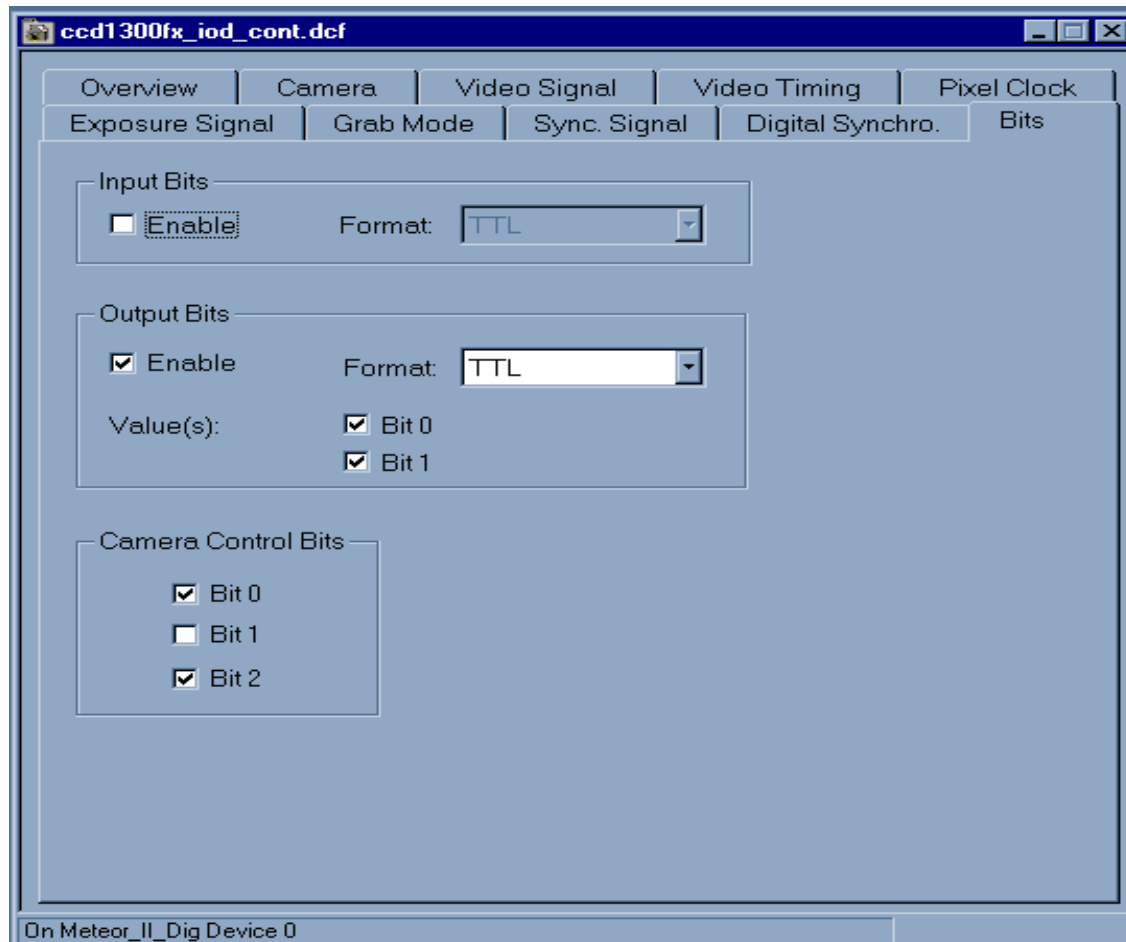 ccd1300fx_iod_cont.dcf
Overview Camera Video Signal Video Timing Pixel Clock
Exposure Signal Grab Mode Sync. Signal Digital Synchro. Bits
Input Bits
Enable Format: TTL
Output Bits
Enable Format: TTL
Value(s): Bit 0
Bit 1
Camera Control Bits
Bit 0
Bit 1
Bit 2
On Meteor_II_Dig Device 0